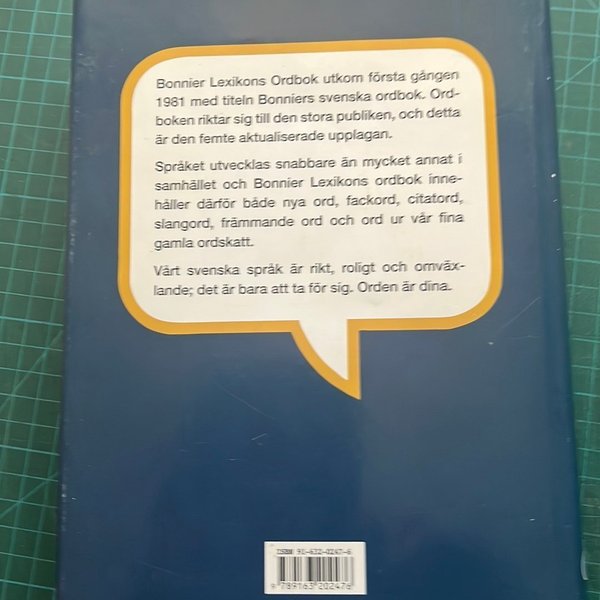 Bonnier Lexikons Ordbok utkom första gången
1981 med titeln Bonniers svenska ordbok. Ord-
boken riktar sig till den stora publiken, och detta
är den femte aktualiserade upplagan.
Språket utvecklas snabbare än mycket annat i
samhället och Bonnier Lexikons ordbok inne-
håller därför både nya ord, fackord, citatord,
slangord, främmande ord och ord ur vår fina
gamla ordskatt.
Vårt svenska språk är rikt, roligt och omväx-
lande; det är bara att ta för sig. Orden är dina.
ISBN 91-632-0247-6
9 789163 202476